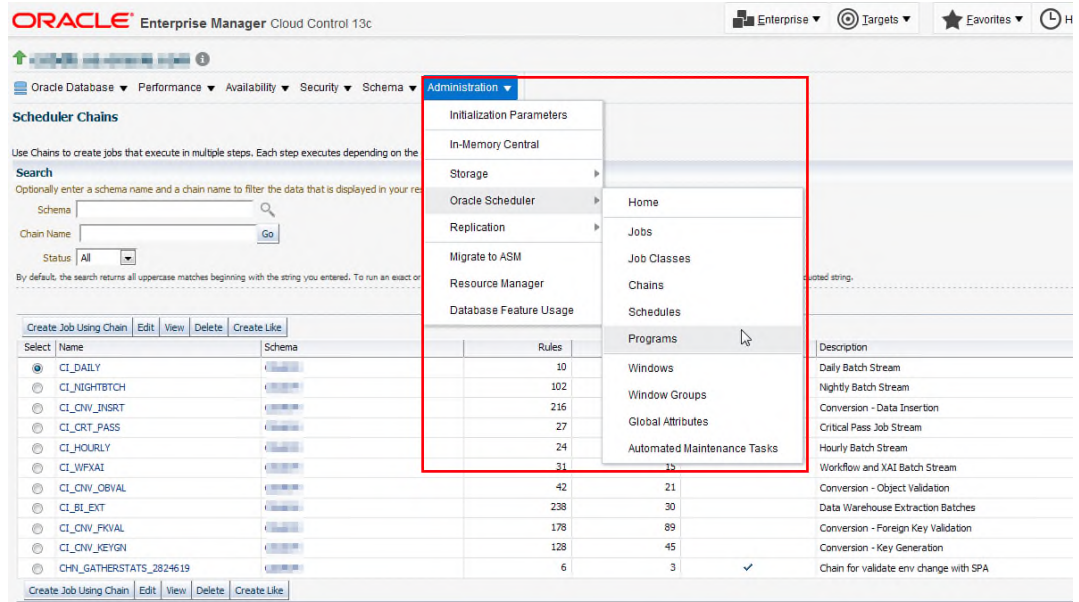 ORACLE Enterprise Manager Cloud Control 13c
Enterprise Targets Favorites H
Oracle Database Performance Availability Security Schema Administration
Scheduler Chains
Use Chains to create jobs that execute in multiple steps. Each step executes depending on the
Search
Optionally enter a schema name and a chain name to filter the data that is displayed in your
Schema
Chain Name Go
Status All
By default, the search returns all uppercase matches beginning with the string you entered. To run an exact or
string.
Initialization Parameters
In-Memory Central
Storage
Oracle Scheduler
Replication
Migrate to ASM
Resource Manager
Database Feature Usage
Home
Jobs
Job Classes
Chains
Schedules
Programs
Windows
Window Groups
Global Attributes
Automated Maintenance Tasks
Create Job Using Chain Edit View Delete Create Like
Select Name Schema Rules Description
CI_DAILY 10 Daily Batch Stream
CI_NIGHTBTCH 102 Nightly Batch Stream
CI_CNV_INSRT 216 Conversion - Data Insertion
CI_CRT_PASS 27 Critical Pass Job Stream
CI_HOURLY 24 Hourly Batch Stream
CI_WFXAI 31 15 Workflow and XAI Batch Stream
CI_CNV_OBVAL 42 21 Conversion - Object Validation
CI_BI_EXT 238 30 Data Warehouse Extraction Batches
CI_CNV_FKVAL 178 89 Conversion - Foreign Key Validation
CI_CNV_KEYGN 128 45 Conversion - Key Generation
CHN_GATHERSTATS_2824619 6 3 ✓ Chain for validate env change with SPA
Create Job Using Chain Edit View Delete Create Like